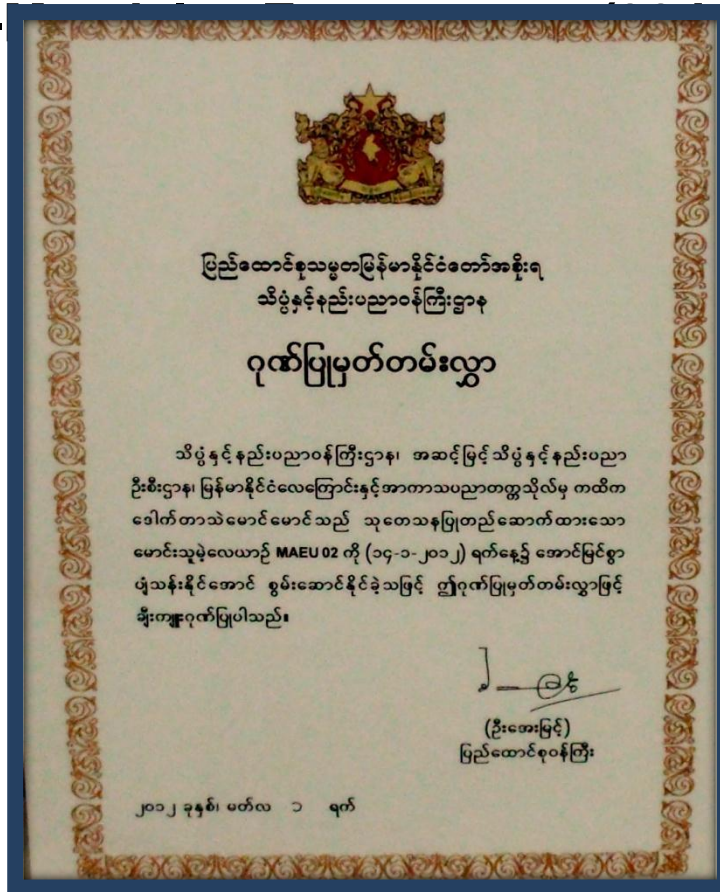 ပြည်ထောင်စုသမ္မတမြန်မာနိုင်ငံတော်အစိုးရ
သိပ္ပံနှင့်နည်းပညာဝန်ကြီးဌာန
ဂုဏ်ပြုမှတ်တမ်းလွှာ
သိပ္ပံနှင့်နည်းပညာဝန်ကြီးဌာန၊ အဆင့်မြင့်သိပ္ပံနှင့်နည်းပညာ
ဦးစီးဌာန၊ မြန်မာနိုင်ငံလေကြောင်းနှင့်အာကာသပညာတက္ကသိုလ်မှ ကထိက
ဒေါက်တာသဲမောင်မောင်သည် သုတေသနပြုတည်ဆောက်ထားသော
မောင်းသူမဲ့လေယာဉ် MAEU 02 ကို (၁၄-၁-၂၀၁၂) ရက်နေ့၌ အောင်မြင်စွာ
ပျံသန်းနိုင်အောင် စွမ်းဆောင်နိုင်ခဲ့သဖြင့် ဤဂုဏ်ပြုမှတ်တမ်းလွှာဖြင့်
ချီးကျူးဂုဏ်ပြုပါသည်။
(ဦးအေးမြင့်)
ပြည်ထောင်စုဝန်ကြီး
၂၀၁၂ ခုနှစ်၊ မတ်လ ၁ ရက်